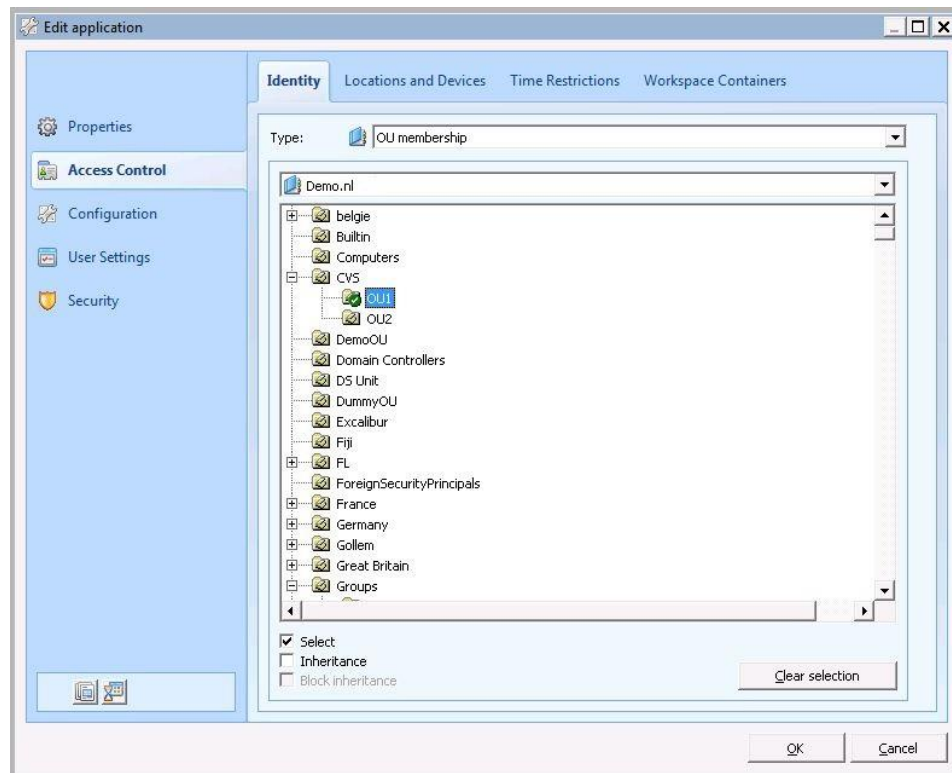 Edit application
Identity Locations and Devices Time Restrictions Workspace Containers
Properties
Access Control
Configuration
User Settings
Security
Type: OU membership
Demo.nl
belgie
Builtin
Computers
CVS
OU1
OU2
DemoOU
Domain Controllers
DS Unit
DummyOU
Excalibur
Fiji
FL
ForeignSecurityPrincipals
France
Germany
Gollem
Great Britain
Groups
Select
Inheritance
Block inheritance
Clear selection
OK Cancel